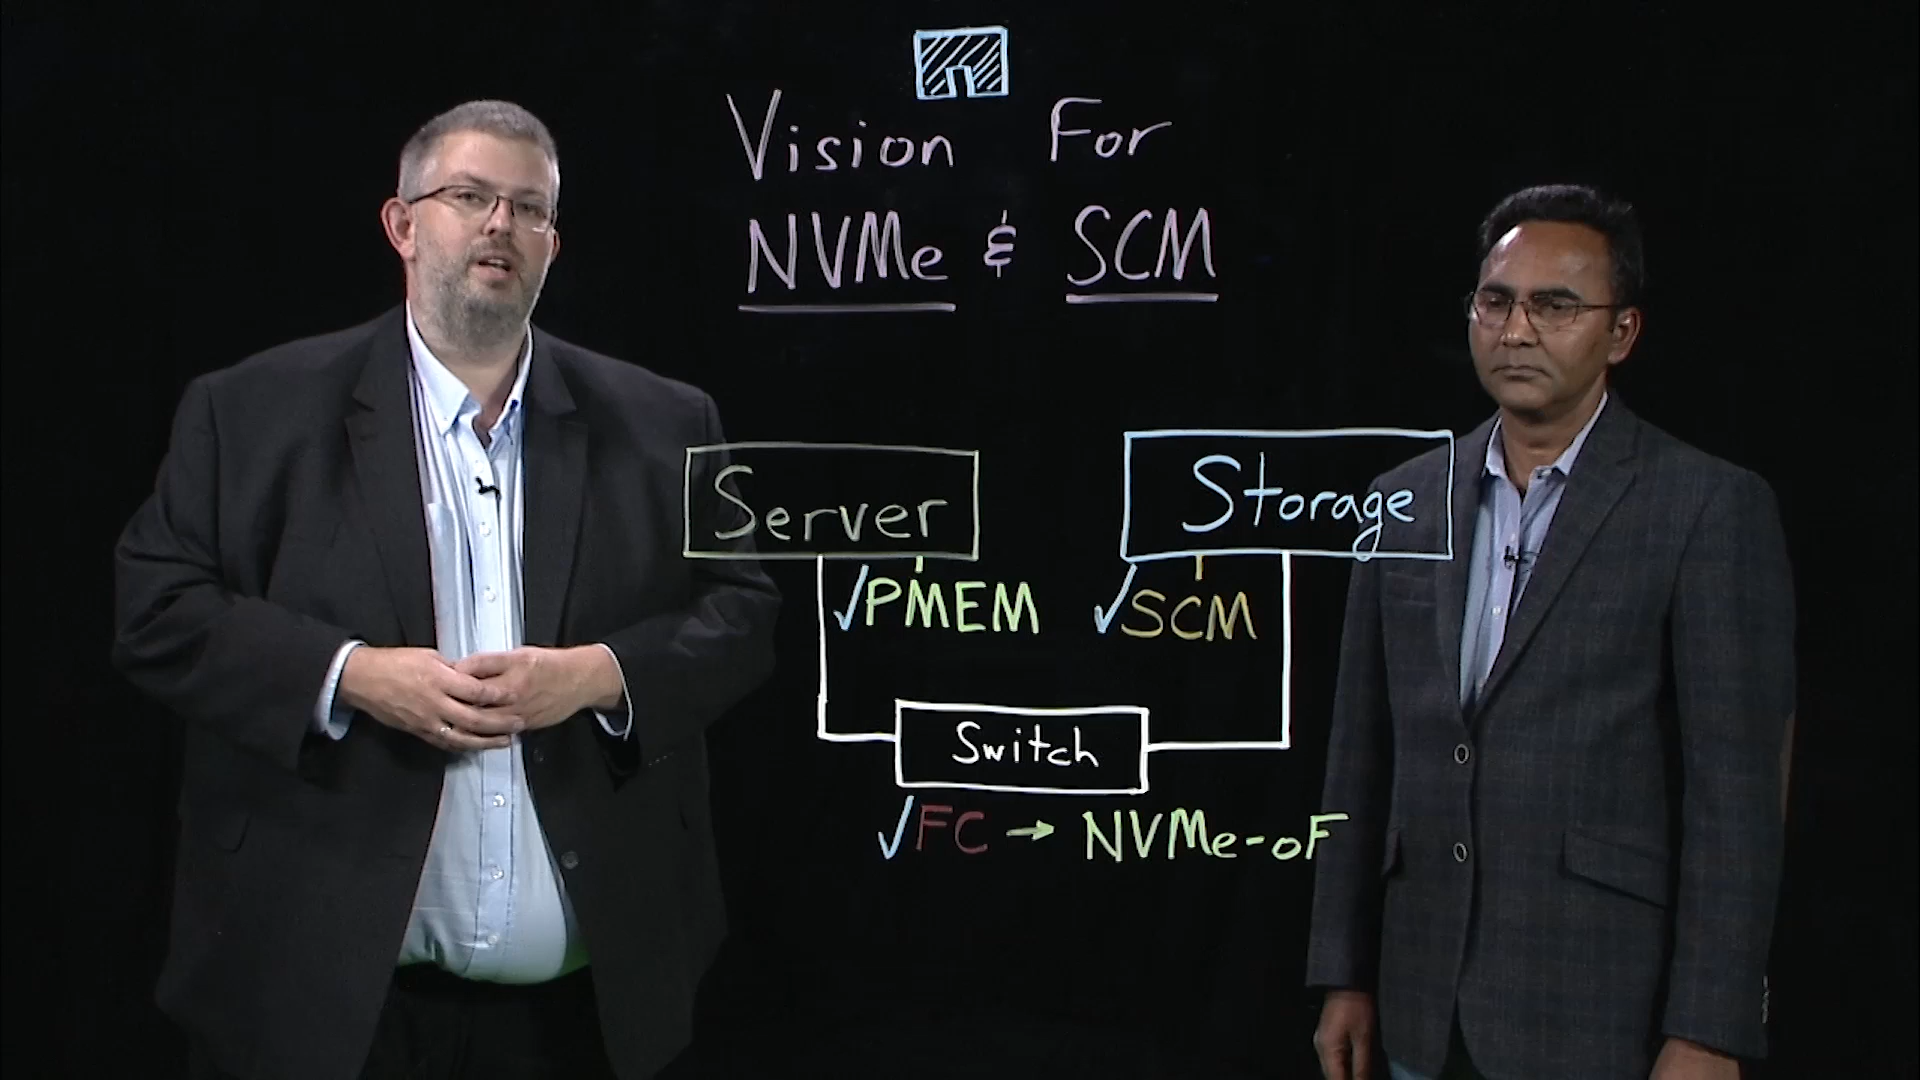 Vision For
NVMe & SCM
Server
Storage
√PMEM
√SCM
Switch
√FC → NVMe-oF